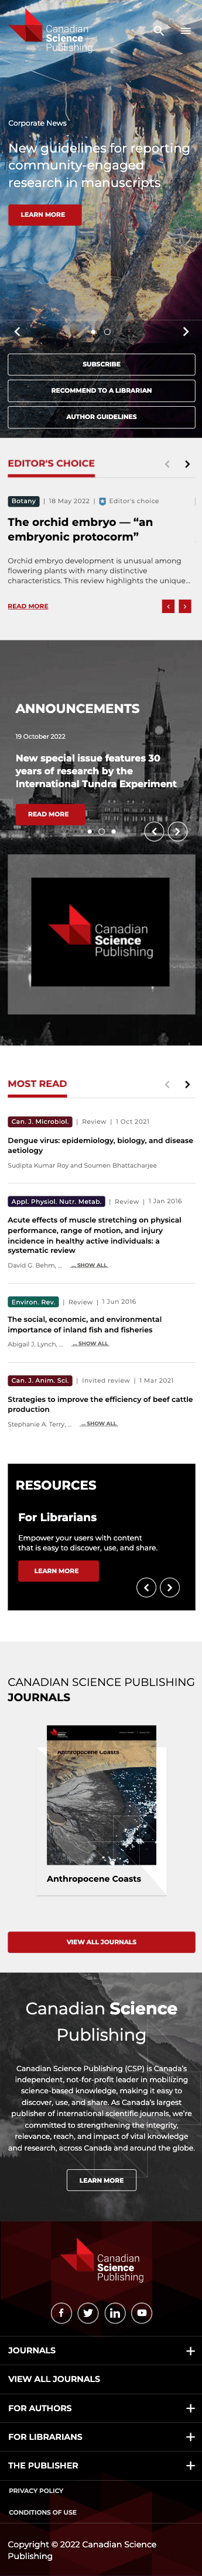 Canadian
Science
Publishing
Corporate News
New guidelines for reporting
community-engaged
research in manuscripts
LEARN MORE
SUBSCRIBE
RECOMMEND TO A LIBRARIAN
AUTHOR GUIDELINES
EDITOR'S CHOICE
Botany | 18 May 2022 | Editor's choice
The orchid embryo — “an
embryonic protocorm”
Orchid embryo development is unusual among
flowering plants with many distinctive
characteristics. This review highlights the unique...
READ MORE
ANNOUNCEMENTS
19 October 2022
New special issue features 30
years of research by the
International Tundra Experiment
READ MORE
Canadian
Science
Publishing
MOST READ
Can. J. Microbiol. | Review | 1 Oct 2021
Dengue virus: epidemiology, biology, and disease
aetiology
Sudipta Kumar Roy and Soumen Bhattacharjee
Appl. Physiol. Nutr. Metab. | Review | 1 Jan 2016
Acute effects of muscle stretching on physical
performance, range of motion, and injury
incidence in healthy active individuals: a
systematic review
David G. Behm, ... ... SHOW ALL
Environ. Rev. | Review | 1 Jun 2016
The social, economic, and environmental
importance of inland fish and fisheries
Abigail J. Lynch, ... ... SHOW ALL
Can. J. Anim. Sci. | Invited review | 1 Mar 2021
Strategies to improve the efficiency of beef cattle
production
Stephanie A. Terry, ... ... SHOW ALL
RESOURCES
For Librarians
Empower your users with content
that is easy to discover, use, and share.
LEARN MORE
CANADIAN SCIENCE PUBLISHING
JOURNALS
Anthropocene Coasts
Anthropocene Coasts
VIEW ALL JOURNALS
Canadian Science
Publishing
Canadian Science Publishing (CSP) is Canada’s
independent, not-for-profit leader in mobilizing
science-based knowledge, making it easy to
discover, use, and share. As Canada’s largest
publisher of international scientific journals, we’re
committed to strengthening the integrity,
relevance, reach, and impact of vital knowledge
and research, across Canada and around the globe.
LEARN MORE
Canadian
Science
Publishing
JOURNALS
VIEW ALL JOURNALS
FOR AUTHORS
FOR LIBRARIANS
THE PUBLISHER
PRIVACY POLICY
CONDITIONS OF USE
Copyright © 2022 Canadian Science
Publishing